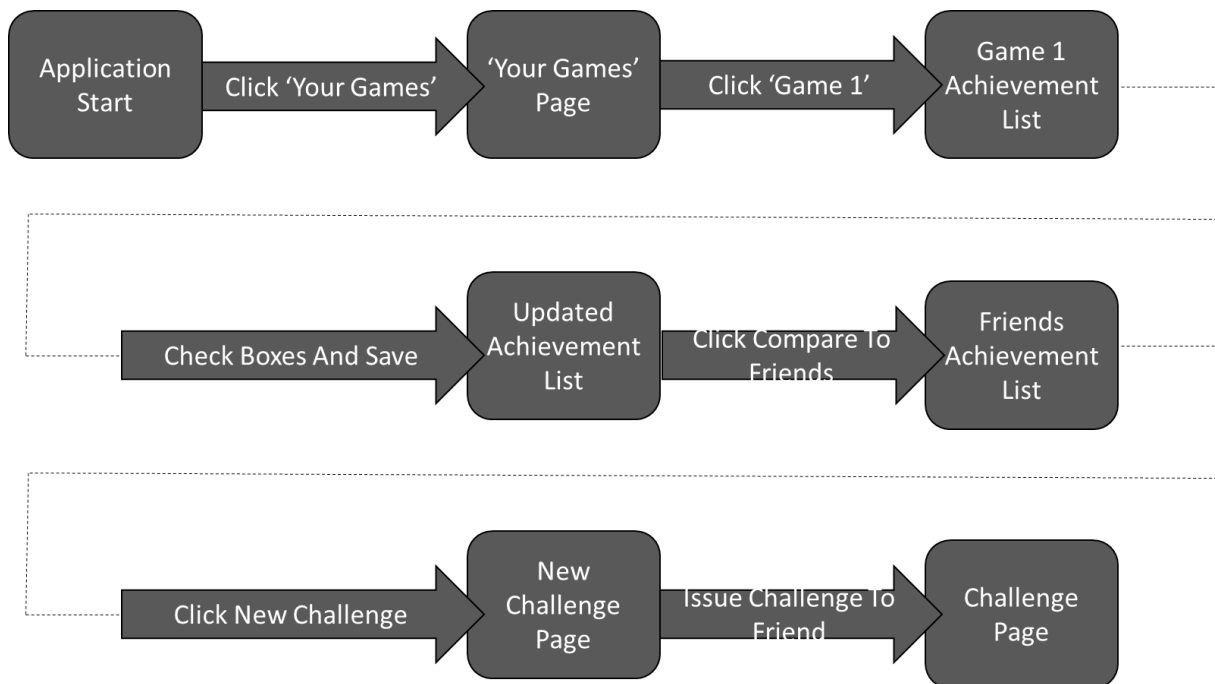 Application
Start
Click ‘Your Games’
‘Your Games’
Page
Click ‘Game 1’
Game 1
Achievement
List
Check Boxes And Save
Updated
Achievement
List
Click Compare To
Friends
Friends
Achievement
List
Click New Challenge
New
Challenge
Page
Issue Challenge To
Friend
Challenge
Page